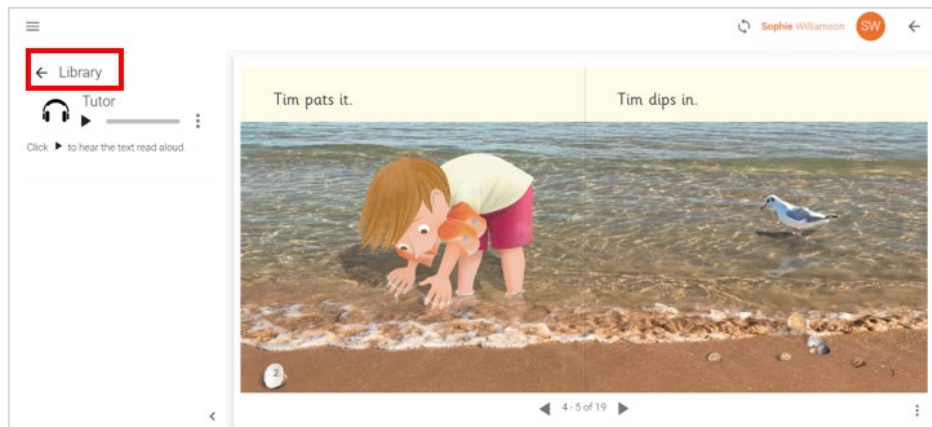 Sophie Williamson SW
Library
Tutor
Click ▶ to hear the text read aloud.
Tim pats it.
Tim dips in.
2
3
4 - 5 of 19